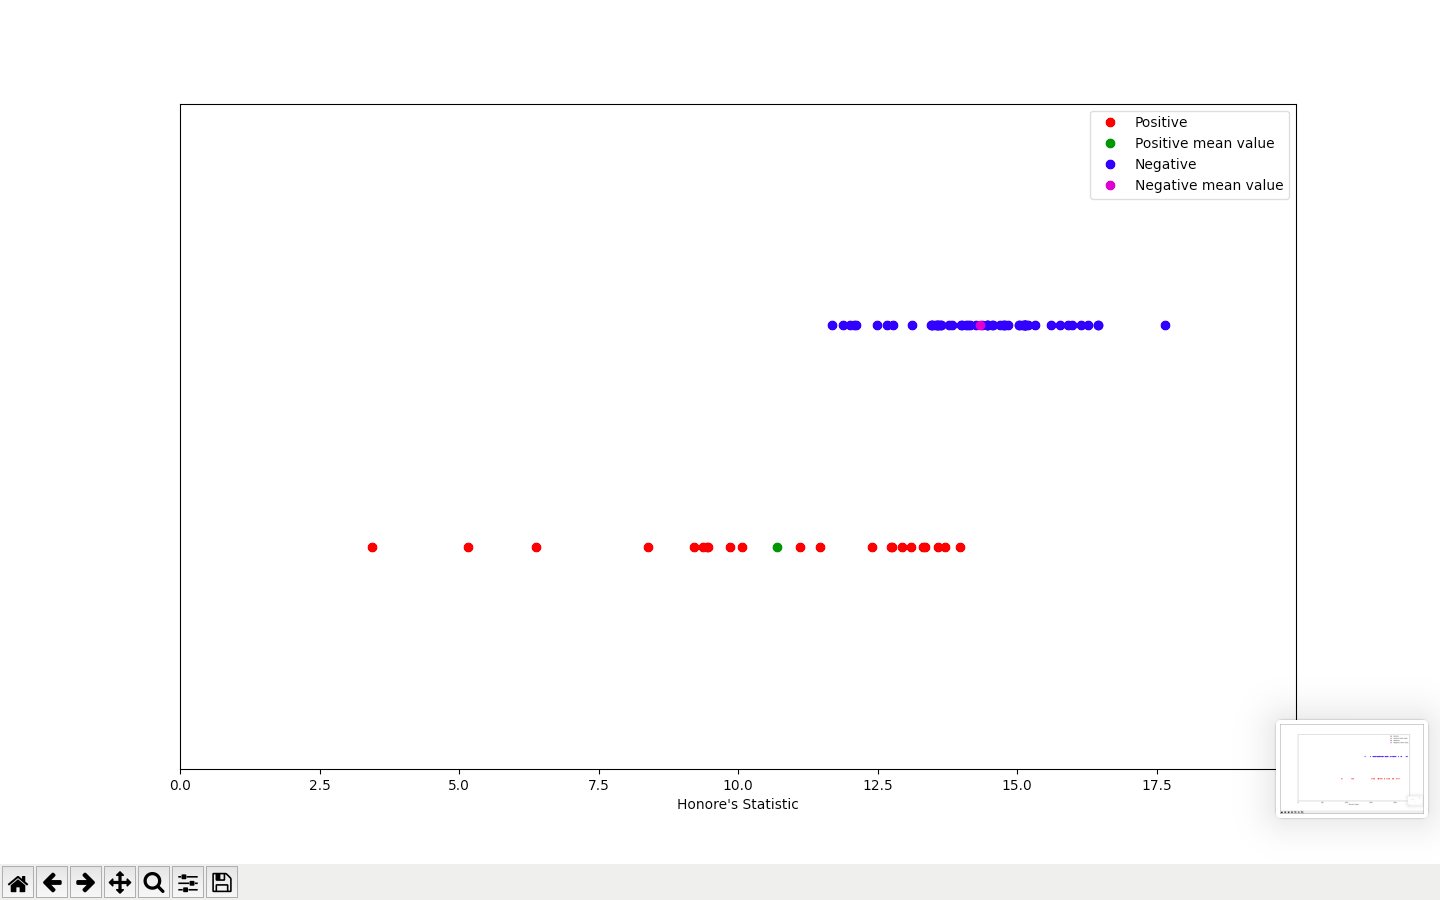 Positive
Positive mean value
Negative
Negative mean value
0.0 2.5 5.0 7.5 10.0 12.5 15.0 17.5
Honore's Statistic